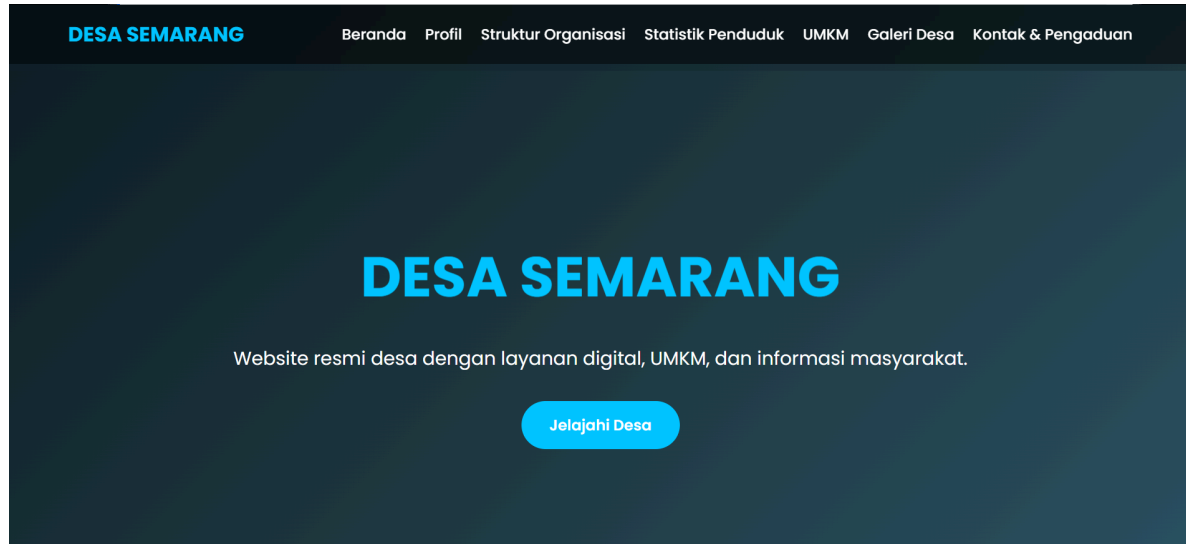 DESA SEMARANG Beranda Profil Struktur Organisasi Statistik Penduduk UMKM Galeri Desa Kontak & Pengaduan
DESA SEMARANG
Website resmi desa dengan layanan digital, UMKM, dan informasi masyarakat.
Jelajahi Desa